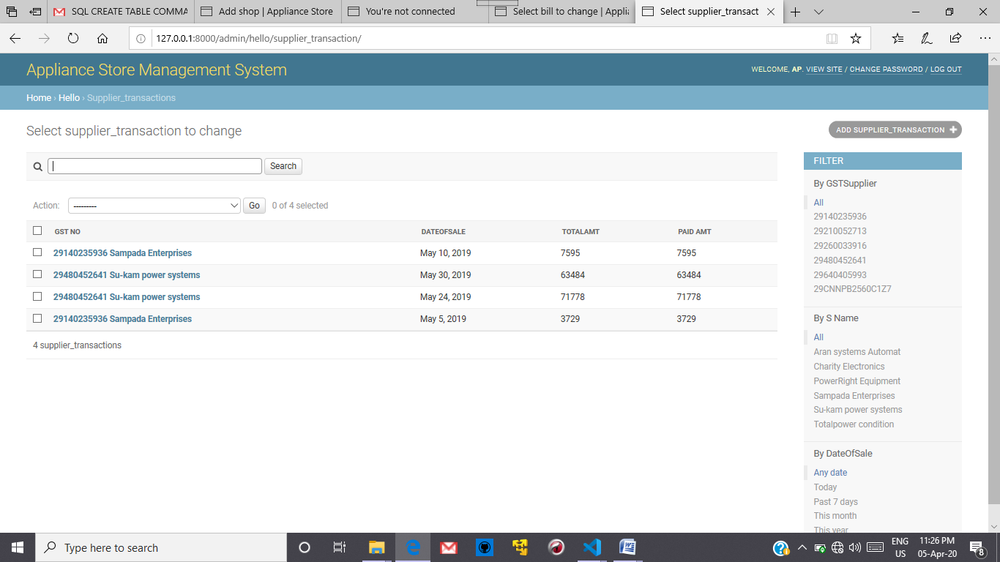 SQL CREATE TABLE COMMA
Add shop | Appliance Store
You're not connected
Select bill to change | Appli
Select supplier_transact
127.0.0.1:8000/admin/hello/supplier_transaction/
Appliance Store Management System
WELCOME, AP. VIEW SITE / CHANGE PASSWORD / LOG OUT
Home › Hello › Supplier_transactions
Select supplier_transaction to change
ADD SUPPLIER_TRANSACTION +
Search
Action: --------- Go 0 of 4 selected
GST NO DATEOFSALE TOTALAMT PAID AMT
29140235936 Sampada Enterprises May 10, 2019 7595 7595
29480452641 Su-kam power systems May 30, 2019 63484 63484
29480452641 Su-kam power systems May 24, 2019 71778 71778
29140235936 Sampada Enterprises May 5, 2019 3729 3729
4 supplier_transactions
FILTER
By GSTSupplier
All
29140235936
29210052713
29260033916
29480452641
29640405993
29CNNPB2560C1Z7
By S Name
All
Aran systems Automat
Charity Electronics
PowerRight Equipment
Sampada Enterprises
Su-kam power systems
Totalpower condition
By DateOfSale
Any date
Today
Past 7 days
This month
This year
Type here to search
ENG
US
11:26 PM
05-Apr-20
8